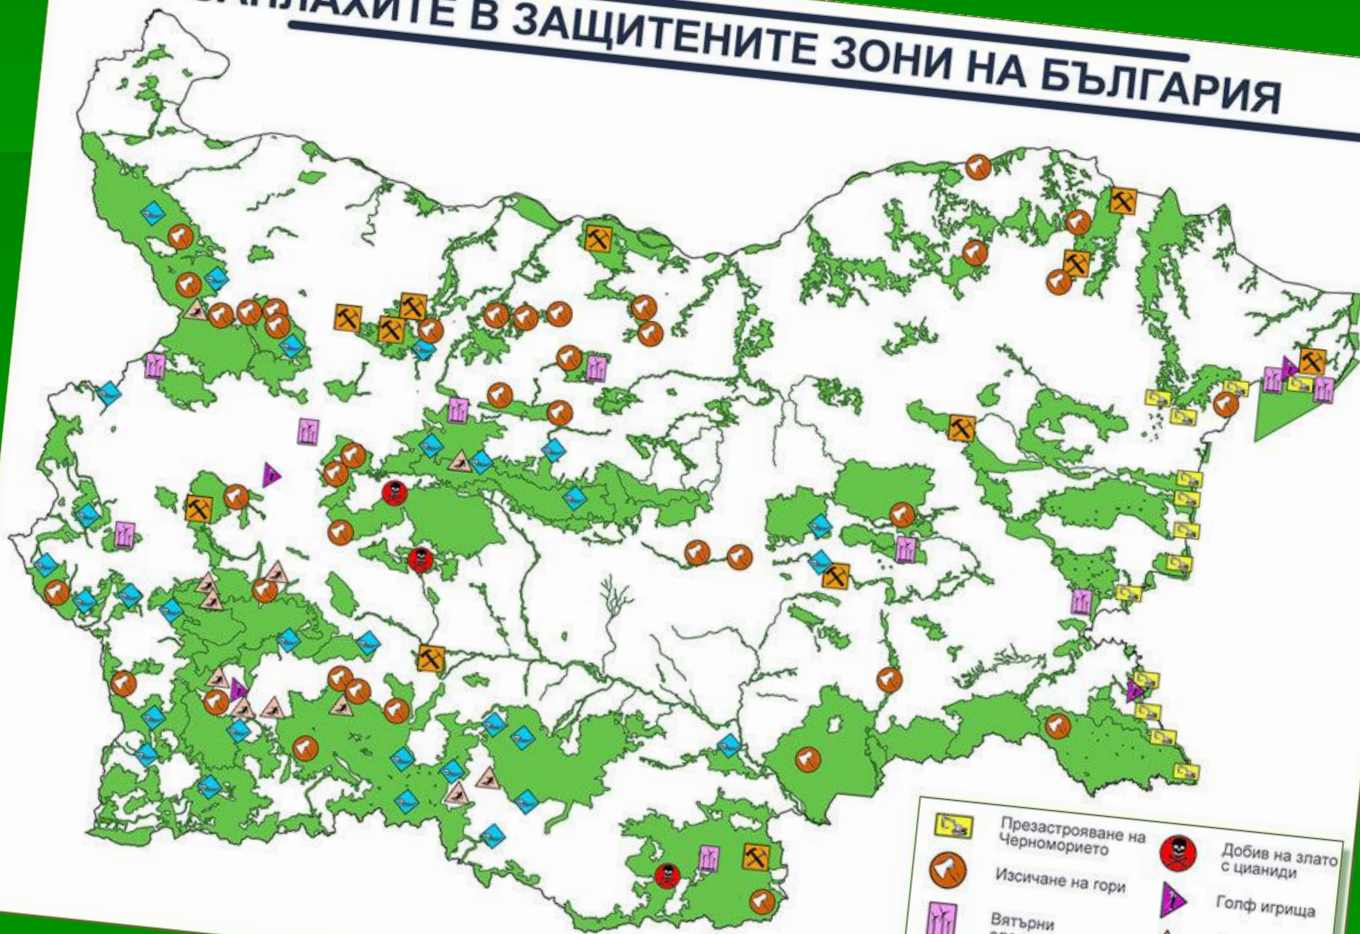 В ЗАЩИТЕНИТЕ ЗОНИ НА БЪЛГАРИЯ
Презастрояване на
Черноморието
Изсичане на гори
Вятърни
Добив на злато
с цианиди
Голф игрища